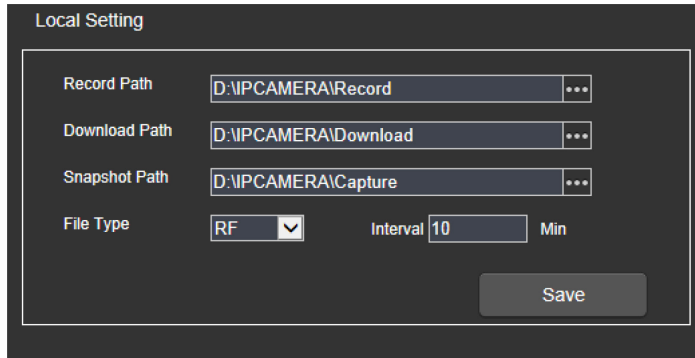 Local Setting
Record Path D:\IPCAMERA\Record ...
Download Path D:\IPCAMERA\Download ...
Snapshot Path D:\IPCAMERA\Capture ...
File Type RF Interval 10 Min
Save